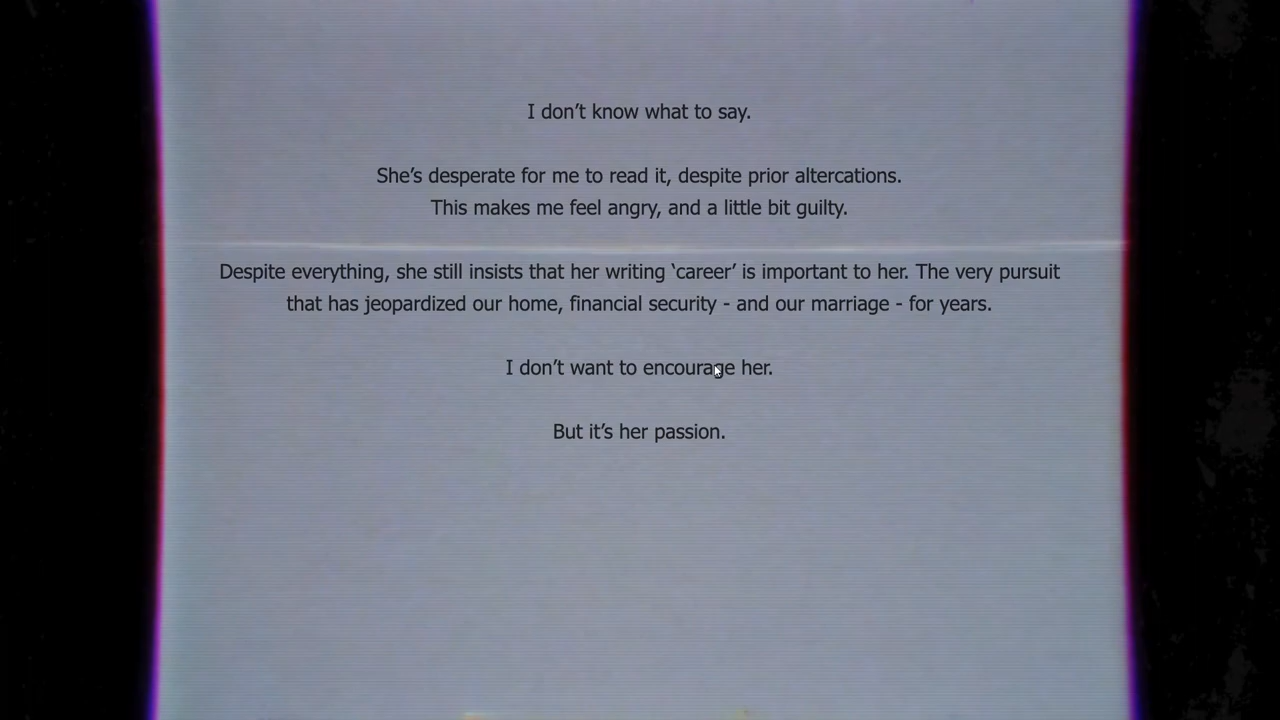 I don’t know what to say.
She’s desperate for me to read it, despite prior altercations.
This makes me feel angry, and a little bit guilty.
Despite everything, she still insists that her writing ‘career’ is important to her. The very pursuit
that has jeopardized our home, financial security - and our marriage - for years.
I don’t want to encourage her.
But it’s her passion.